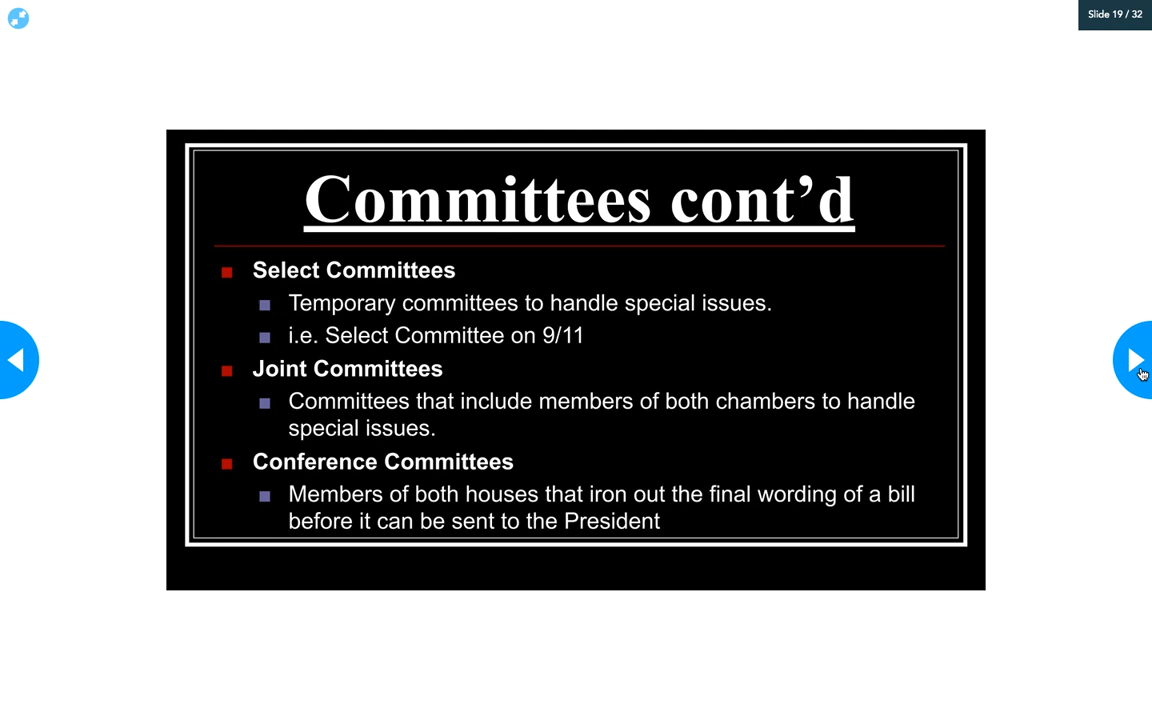 Slide 19 / 32
Committees cont’d
Select Committees
Temporary committees to handle special issues.
i.e. Select Committee on 9/11
Joint Committees
Committees that include members of both chambers to handle
special issues.
Conference Committees
Members of both houses that iron out the final wording of a bill
before it can be sent to the President